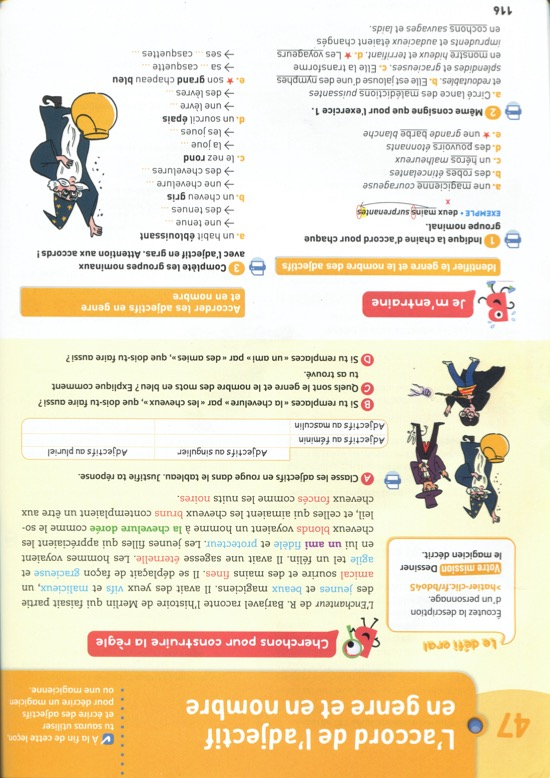 47
L'accord de l'adjectif
en genre et en nombre
À la fin de cette leçon,
tu sauras utiliser
et écrire des adjectifs
pour décrire un magicien
ou une magicienne.
Le défi oral
Écoutez la description
d'un personnage.
>hatier-clic.fr/bdo45
Votre mission Dessiner
le magicien décrit.
Cherchons pour construire la règle
L'Enchanteur de R. Barjavel raconte l'histoire de Merlin qui faisait partie
des jeunes et beaux magiciens. Il avait des yeux vifs et malicieux, un
amical sourire et des mains fines. Il se déplaçait de façon gracieuse et
agile tel un félin. Il avait une sagesse éternelle. Les hommes voyaient
en lui un ami fidèle et protecteur. Les jeunes filles qui appréciaient les
cheveux blonds voyaient un homme à la chevelure dorée comme le so-
leil, et celles qui aimaient les cheveux bruns contemplaient un être aux
cheveux foncés comme les nuits noires.
A Classe les adjectifs en rouge dans le tableau. Justifie ta réponse.
Adjectifs au singulier
Adjectifs au pluriel
Adjectifs au féminin
Adjectifs au masculin
B Si tu remplaces « la chevelure » par « les cheveux », que dois-tu faire aussi ?
C Quels sont le genre et le nombre des mots en bleu ? Explique comment
tu as trouvé.
D Si tu remplaces « un ami » par « des amies », que dois-tu faire aussi ?
Je m'entraine
Identifier le genre et le nombre des adjectifs
1 Indique la chaine d'accord pour chaque
groupe nominal.
EXEMPLE • deux mains surprenantes
x
a. une magicienne courageuse
b. des robes étincelantes
c. un héros malheureux
d. des pouvoirs étonnants
e. ★ une grande barbe blanche
2 Même consigne que pour l'exercice 1.
a. Circé lance des malédictions puissantes
et redoutables. b. Elle est jalouse d'une des nymphes
splendides et gracieuses. c. Elle la transforme
en monstre hideux et terrifiant. d. ★ Les voyageurs
imprudents et audacieux étaient changés
en cochons sauvages et laids.
Accorder les adjectifs en genre
et en nombre
3 Complète les groupes nominaux
avec l'adjectif en gras. Attention aux accords !
a. un habit éblouissant
→ une tenue ...
→ des tenues ...
b. un cheveu gris
→ une chevelure ...
→ des chevelures ...
c. le nez rond
→ la joue ...
→ les joues ...
d. un sourcil épais
→ une lèvre ...
→ des lèvres ...
e. ★ son grand chapeau bleu
→ sa ... casquette ...
→ ses ... casquettes ...
116